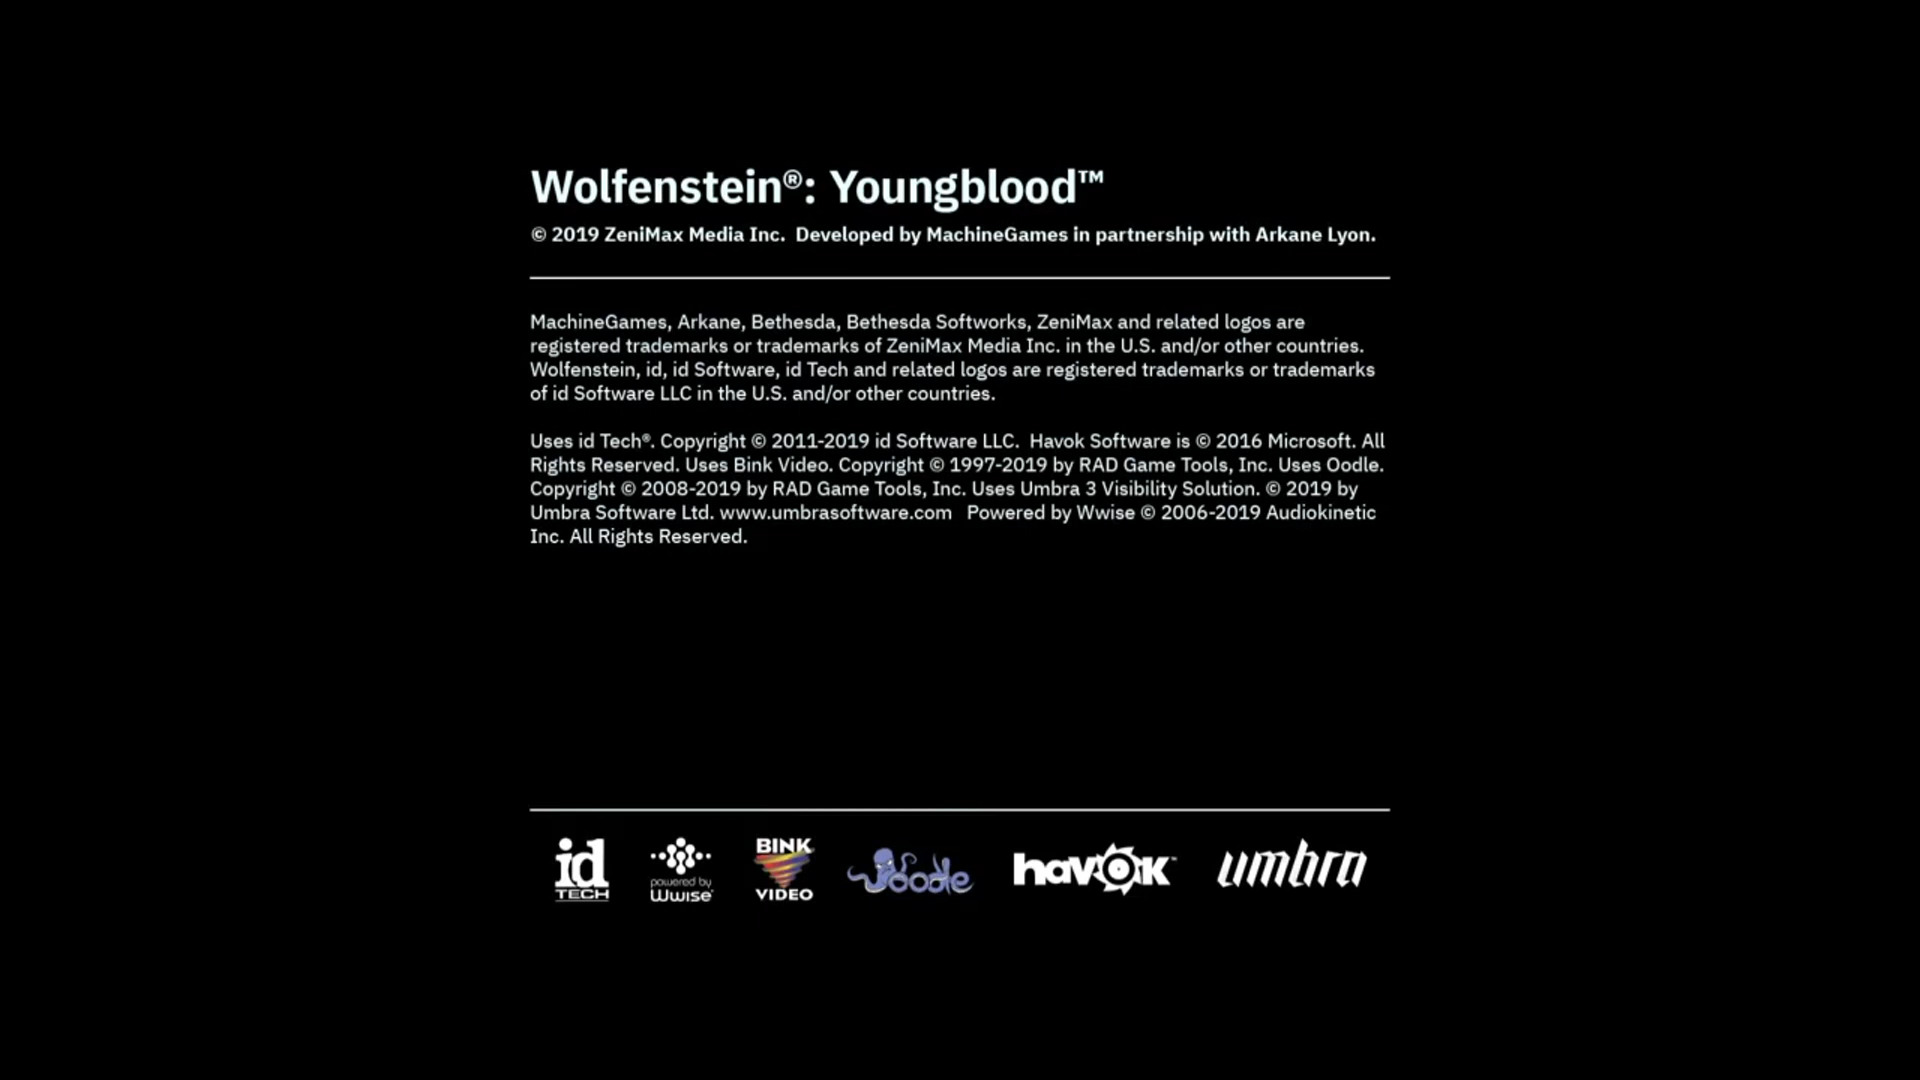 Wolfenstein®: Youngblood™
© 2019 ZeniMax Media Inc.  Developed by MachineGames in partnership with Arkane Lyon.
MachineGames, Arkane, Bethesda, Bethesda Softworks, ZeniMax and related logos are
registered trademarks or trademarks of ZeniMax Media Inc. in the U.S. and/or other countries.
Wolfenstein, id, id Software, id Tech and related logos are registered trademarks or trademarks
of id Software LLC in the U.S. and/or other countries.
Uses id Tech®. Copyright © 2011-2019 id Software LLC.  Havok Software is © 2016 Microsoft. All
Rights Reserved. Uses Bink Video. Copyright © 1997-2019 by RAD Game Tools, Inc. Uses Oodle.
Copyright © 2008-2019 by RAD Game Tools, Inc. Uses Umbra 3 Visibility Solution. © 2019 by
Umbra Software Ltd. www.umbrasoftware.com   Powered by Wwise © 2006-2019 Audiokinetic
Inc. All Rights Reserved.
id
TECH
powered by
Wwise
BINK
VIDEO
oodle
havok™
umbra